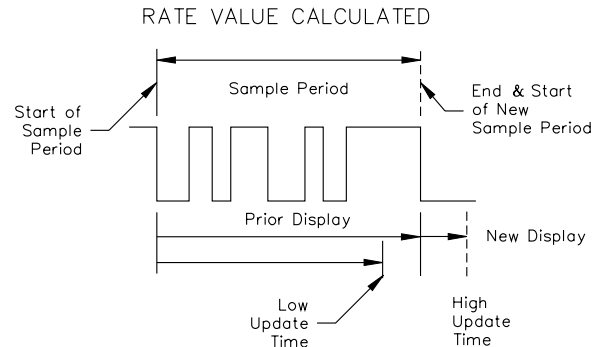 RATE VALUE CALCULATED
Sample Period
Start of
Sample
Period
End & Start
of New
Sample Period
Prior Display
New Display
Low
Update
Time
High
Update
Time